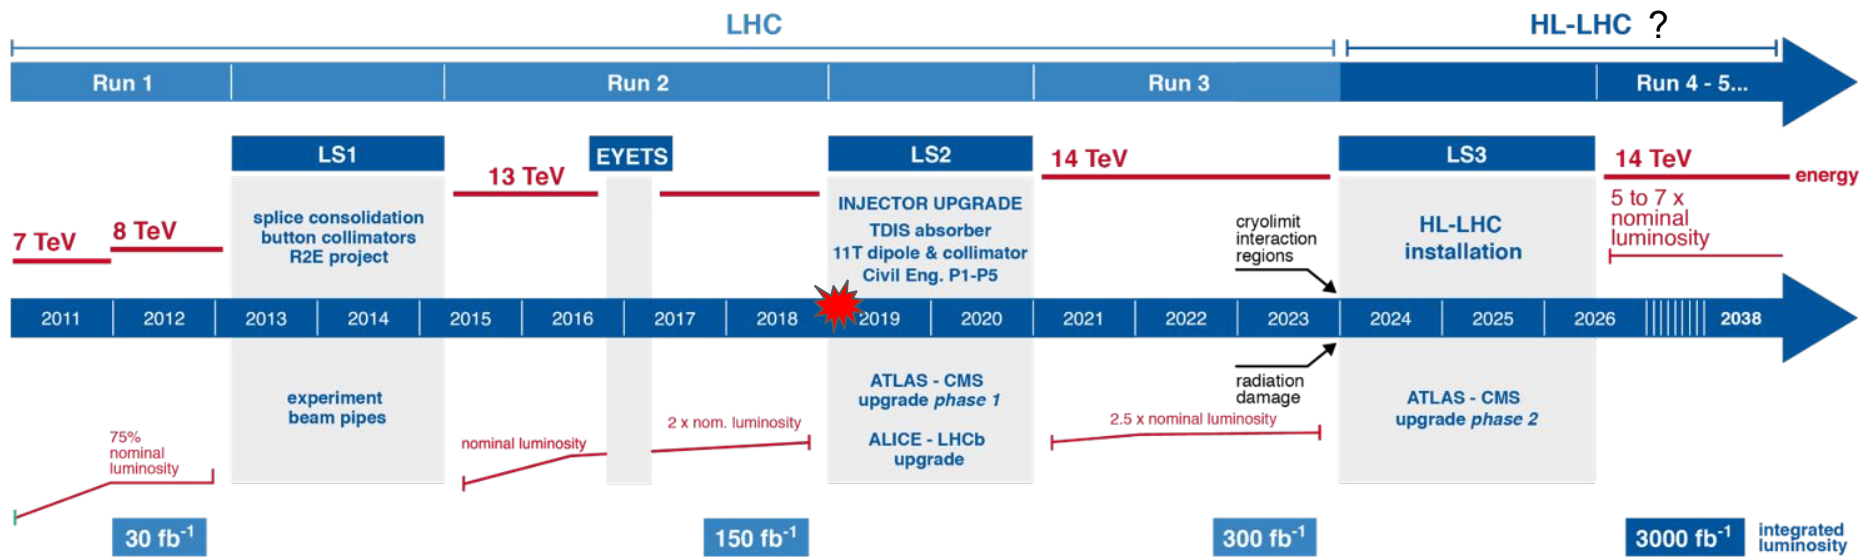 LHC
HL-LHC ?
Run 1
Run 2
Run 3
Run 4 - 5...
LS1
EYETS
LS2
LS3
7 TeV
8 TeV
13 TeV
14 TeV
14 TeV
energy
splice consolidation
button collimators
R2E project
INJECTOR UPGRADE
TDIS absorber
11T dipole & collimator
Civil Eng. P1-P5
cryolimit
interaction
regions
HL-LHC
installation
5 to 7 x
nominal
luminosity
2011
2012
2013
2014
2015
2016
2017
2018
2019
2020
2021
2022
2023
2024
2025
2026
2038
experiment
beam pipes
ATLAS - CMS
upgrade phase 1
ALICE - LHCb
upgrade
radiation
damage
ATLAS - CMS
upgrade phase 2
75%
nominal
luminosity
nominal luminosity
2 x nom. luminosity
2.5 x nominal luminosity
30 fb⁻¹
150 fb⁻¹
300 fb⁻¹
3000 fb⁻¹
integrated
luminosity